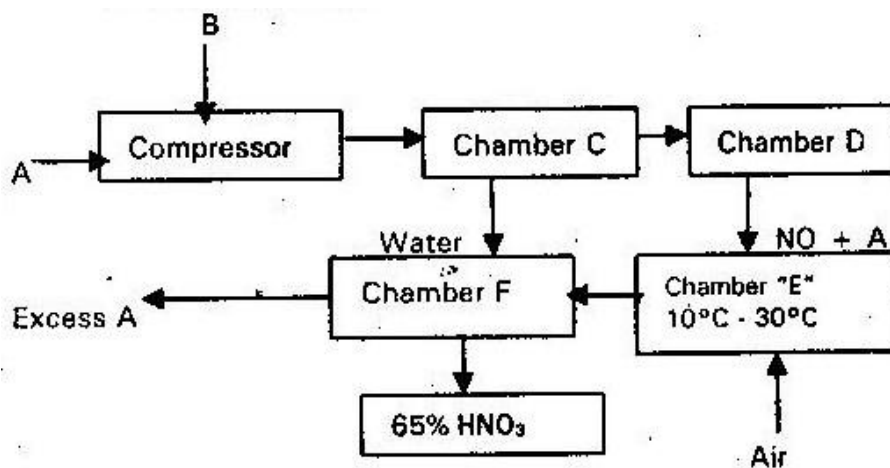 B
Compressor
Chamber C
Chamber D
A
Water
NO + A
Chamber F
Chamber "E"
10°C - 30°C
Excess A
65% HNO₃
Air